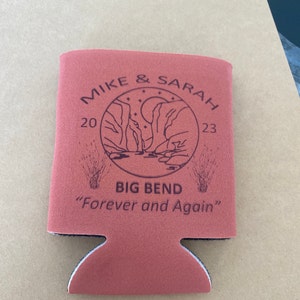 MIKE & SARAH
20 23
BIG BEND
“Forever and Again”